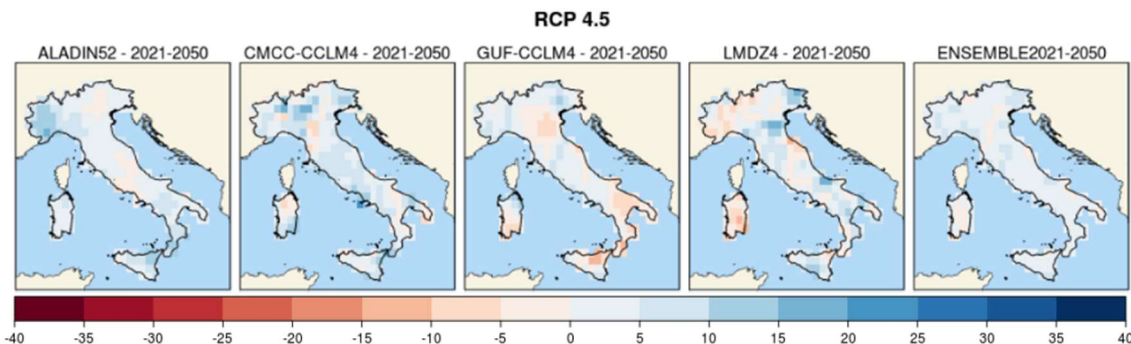 RCP 4.5
ALADIN52 - 2021-2050 CMCC-CCLM4 - 2021-2050 GUF-CCLM4 - 2021-2050 LMDZ4 - 2021-2050 ENSEMBLE2021-2050
-40 -35 -30 -25 -20 -15 -10 -5 0 5 10 15 20 25 30 35 40